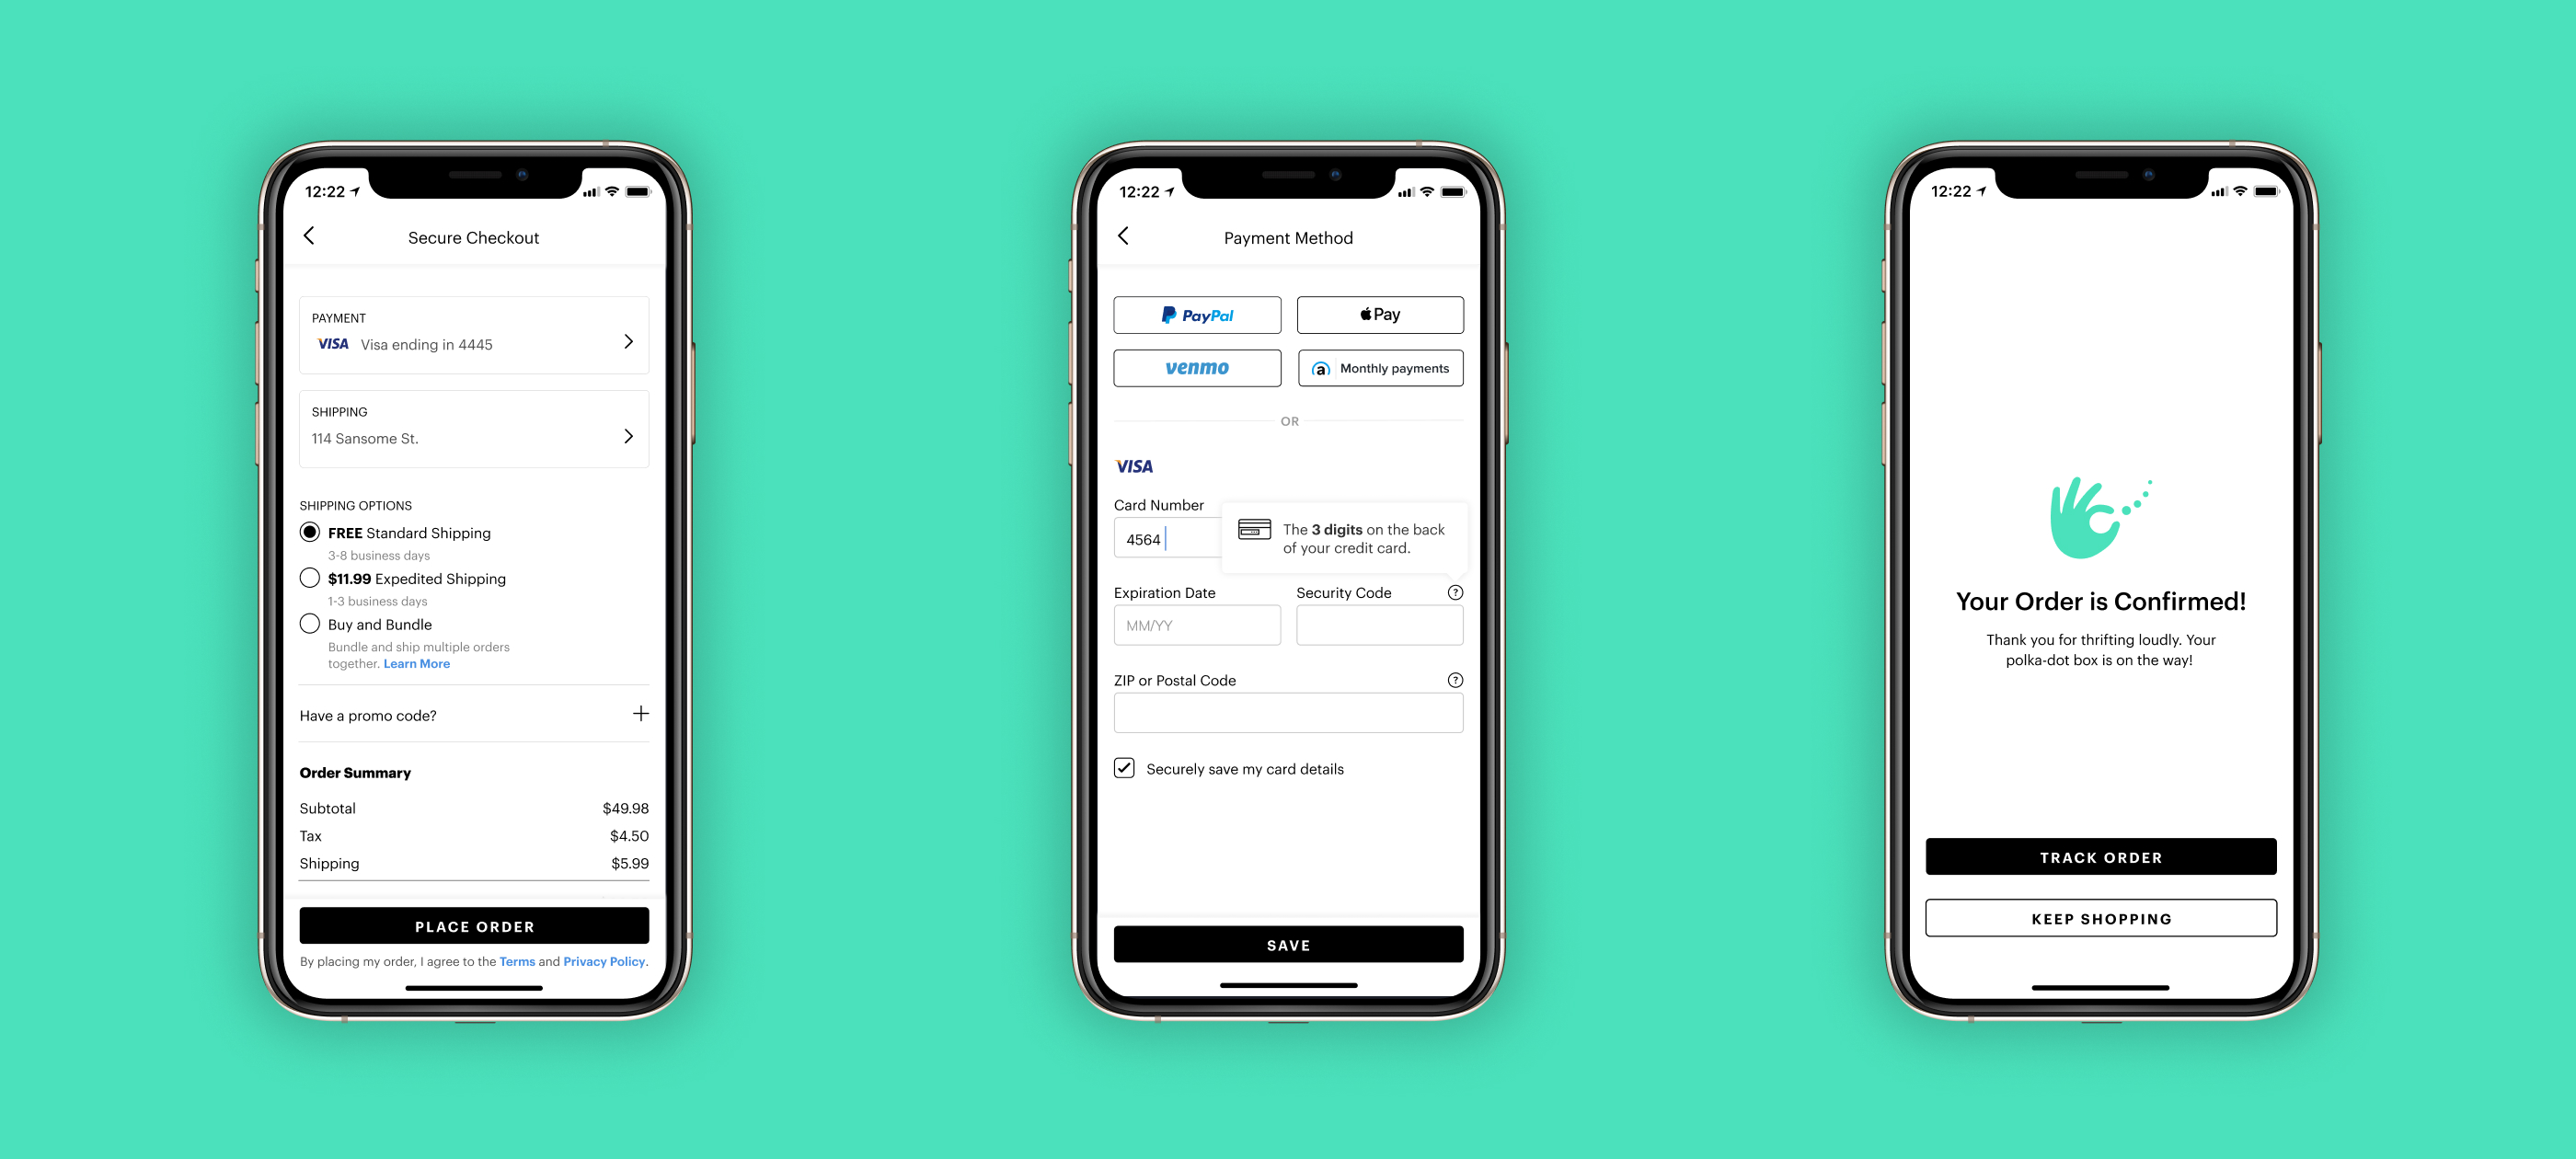 12:22
Secure Checkout
PAYMENT
VISA Visa ending in 4445
SHIPPING
114 Sansome St.
SHIPPING OPTIONS
FREE Standard Shipping
3-8 business days
$11.99 Expedited Shipping
1-3 business days
Buy and Bundle
Bundle and ship multiple orders
together. Learn More
Have a promo code?
Order Summary
Subtotal $49.98
Tax $4.50
Shipping $5.99
PLACE ORDER
By placing my order, I agree to the Terms and Privacy Policy.
12:22
Payment Method
PayPal Pay
venmo a Monthly payments
OR
VISA
Card Number
4564
The 3 digits on the back
of your credit card.
Expiration Date Security Code ?
MM/YY
ZIP or Postal Code ?
Securely save my card details
SAVE
12:22
Your Order is Confirmed!
Thank you for thrifting loudly. Your
polka-dot box is on the way!
TRACK ORDER
KEEP SHOPPING